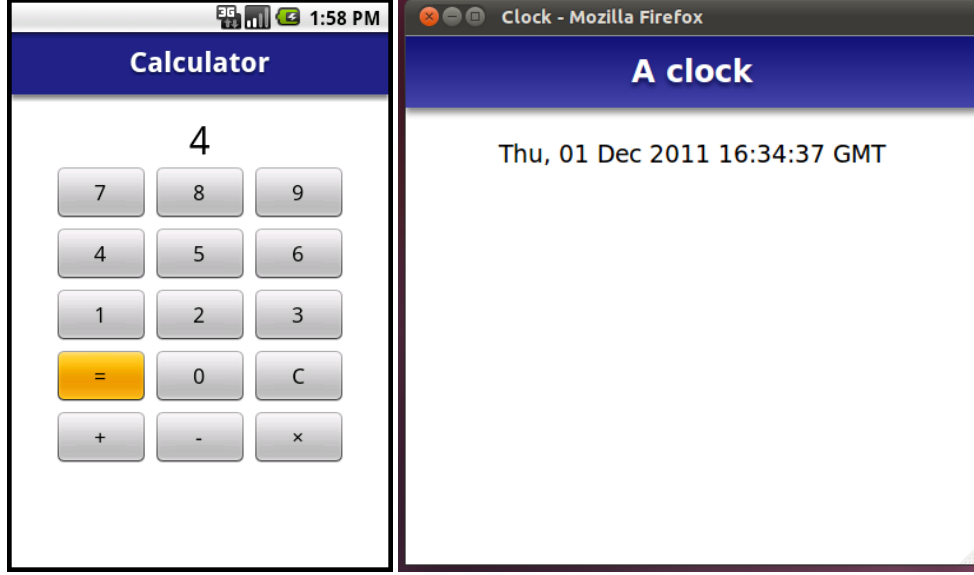 3G 1:58 PM
Calculator
4
7 8 9
4 5 6
1 2 3
= 0 C
+ - ×
Clock - Mozilla Firefox
A clock
Thu, 01 Dec 2011 16:34:37 GMT